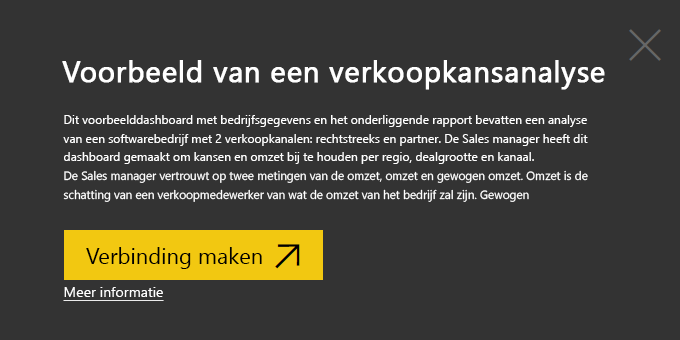 Voorbeeld van een verkoopkansanalyse
Dit voorbeelddashboard met bedrijfsgegevens en het onderliggende rapport bevatten een analyse
van een softwarebedrijf met 2 verkoopkanalen: rechtstreeks en partner. De Sales manager heeft dit
dashboard gemaakt om kansen en omzet bij te houden per regio, dealgrootte en kanaal.
De Sales manager vertrouwt op twee metingen van de omzet, omzet en gewogen omzet. Omzet is de
schatting van een verkoopmedewerker van wat de omzet van het bedrijf zal zijn. Gewogen
Verbinding maken
Meer informatie